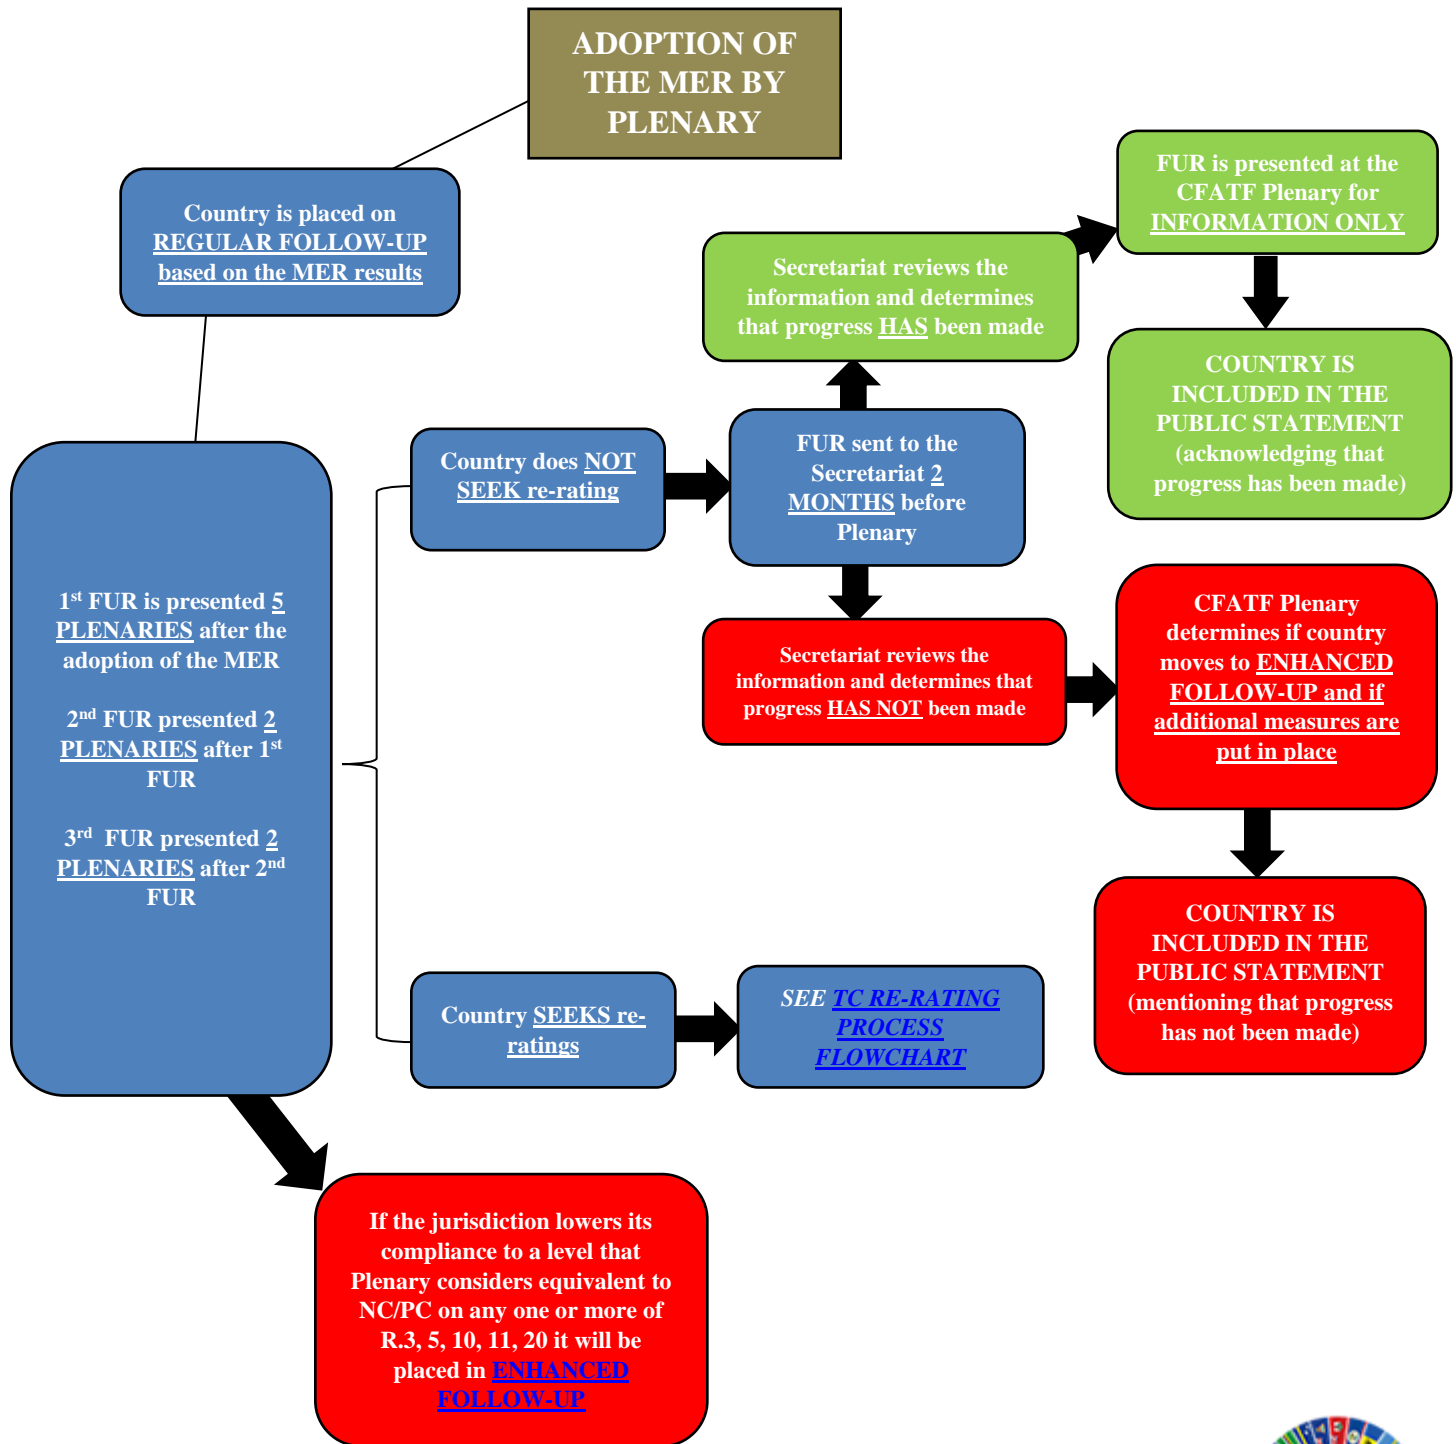 ADOPTION OF
THE MER BY
PLENARY
Country is placed on
REGULAR FOLLOW-UP
based on the MER results
FUR is presented at the
CFATF Plenary for
INFORMATION ONLY
Secretariat reviews the
information and determines
that progress HAS been made
COUNTRY IS
INCLUDED IN THE
PUBLIC STATEMENT
(acknowledging that
progress has been made)
Country does NOT
SEEK re-rating
FUR sent to the
Secretariat 2
MONTHS before
Plenary
1st FUR is presented 5
PLENARIES after the
adoption of the MER
2nd FUR presented 2
PLENARIES after 1st
FUR
3rd FUR presented 2
PLENARIES after 2nd
FUR
Secretariat reviews the
information and determines that
progress HAS NOT been made
CFATF Plenary
determines if country
moves to ENHANCED
FOLLOW-UP and if
additional measures are
put in place
COUNTRY IS
INCLUDED IN THE
PUBLIC STATEMENT
(mentioning that progress
has not been made)
Country SEEKS re-
ratings
SEE TC RE-RATING
PROCESS
FLOWCHART
If the jurisdiction lowers its
compliance to a level that
Plenary considers equivalent to
NC/PC on any one or more of
R.3, 5, 10, 11, 20 it will be
placed in ENHANCED
FOLLOW-UP